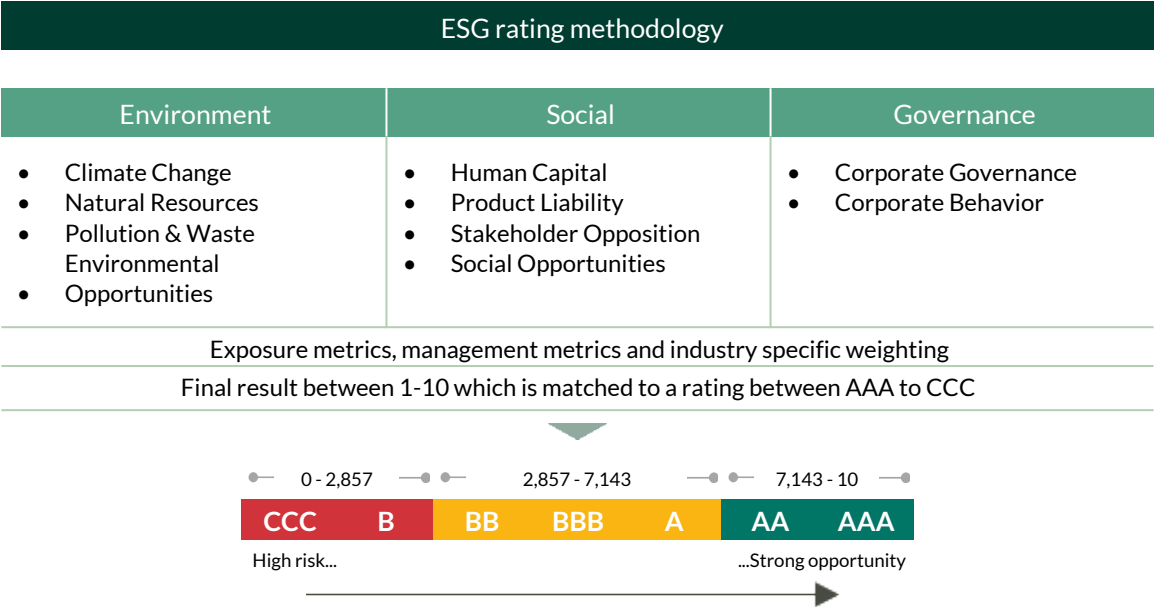 ESG rating methodology
Environment
Social
Governance
• Climate Change
• Natural Resources
• Pollution & Waste
Environmental
• Opportunities
• Human Capital
• Product Liability
• Stakeholder Opposition
• Social Opportunities
• Corporate Governance
• Corporate Behavior
Exposure metrics, management metrics and industry specific weighting
Final result between 1-10 which is matched to a rating between AAA to CCC
0 - 2,857
2,857 - 7,143
7,143 - 10
CCC B BB BBB A AA AAA
High risk...
...Strong opportunity